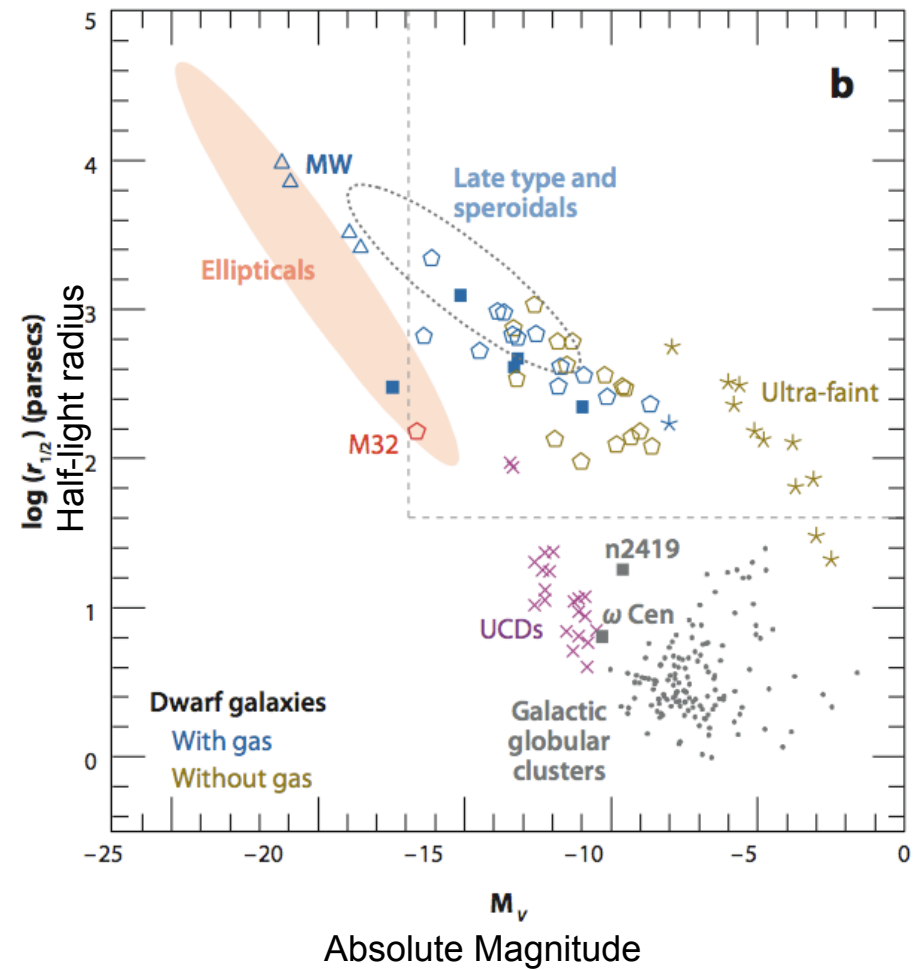 b
5
4
3
2
1
0
log (r1/2) (parsecs)
Half-light radius
MW
Late type and
speroidals
Ellipticals
M32
Ultra-faint
n2419
ω Cen
UCDs
Dwarf galaxies
With gas
Without gas
Galactic
globular
clusters
−25
−20
−15
−10
−5
0
Mv
Absolute Magnitude